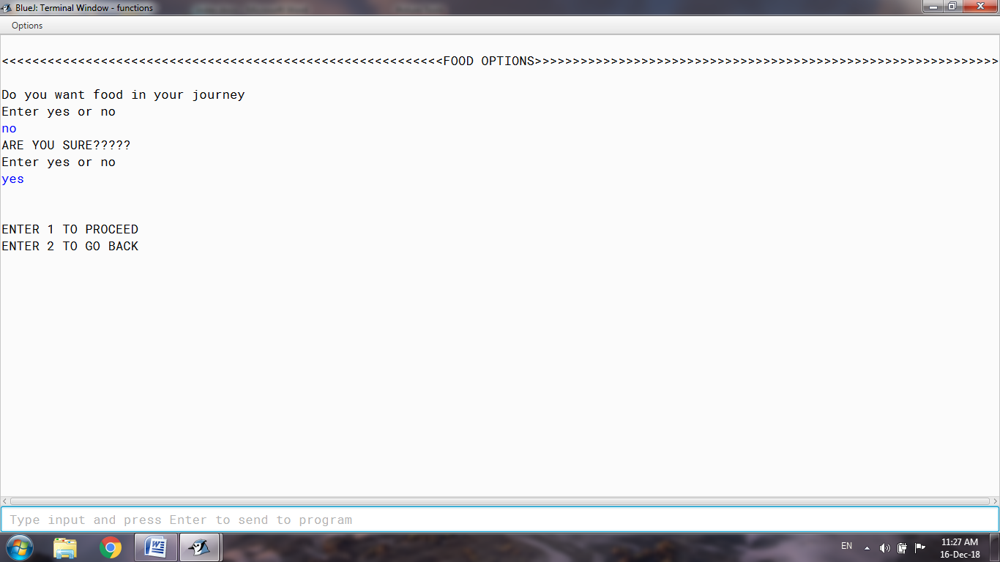 BlueJ: Terminal Window - functions
Options
<<<<<<<<<<<<<<<<<<<<<<<<<<<<<<<<<<<<<<<<<<<<<<<<<<<<<<<<<<FOOD OPTIONS>>>>>>>>>>>>>>>>>>>>>>>>>>>>>>>>>>>>>>>>>>>>>>>>>>>>>>>>>>>>>
Do you want food in your journey
Enter yes or no
no
ARE YOU SURE?????
Enter yes or no
yes
ENTER 1 TO PROCEED
ENTER 2 TO GO BACK
Type input and press Enter to send to program
EN
11:27 AM
16-Dec-18